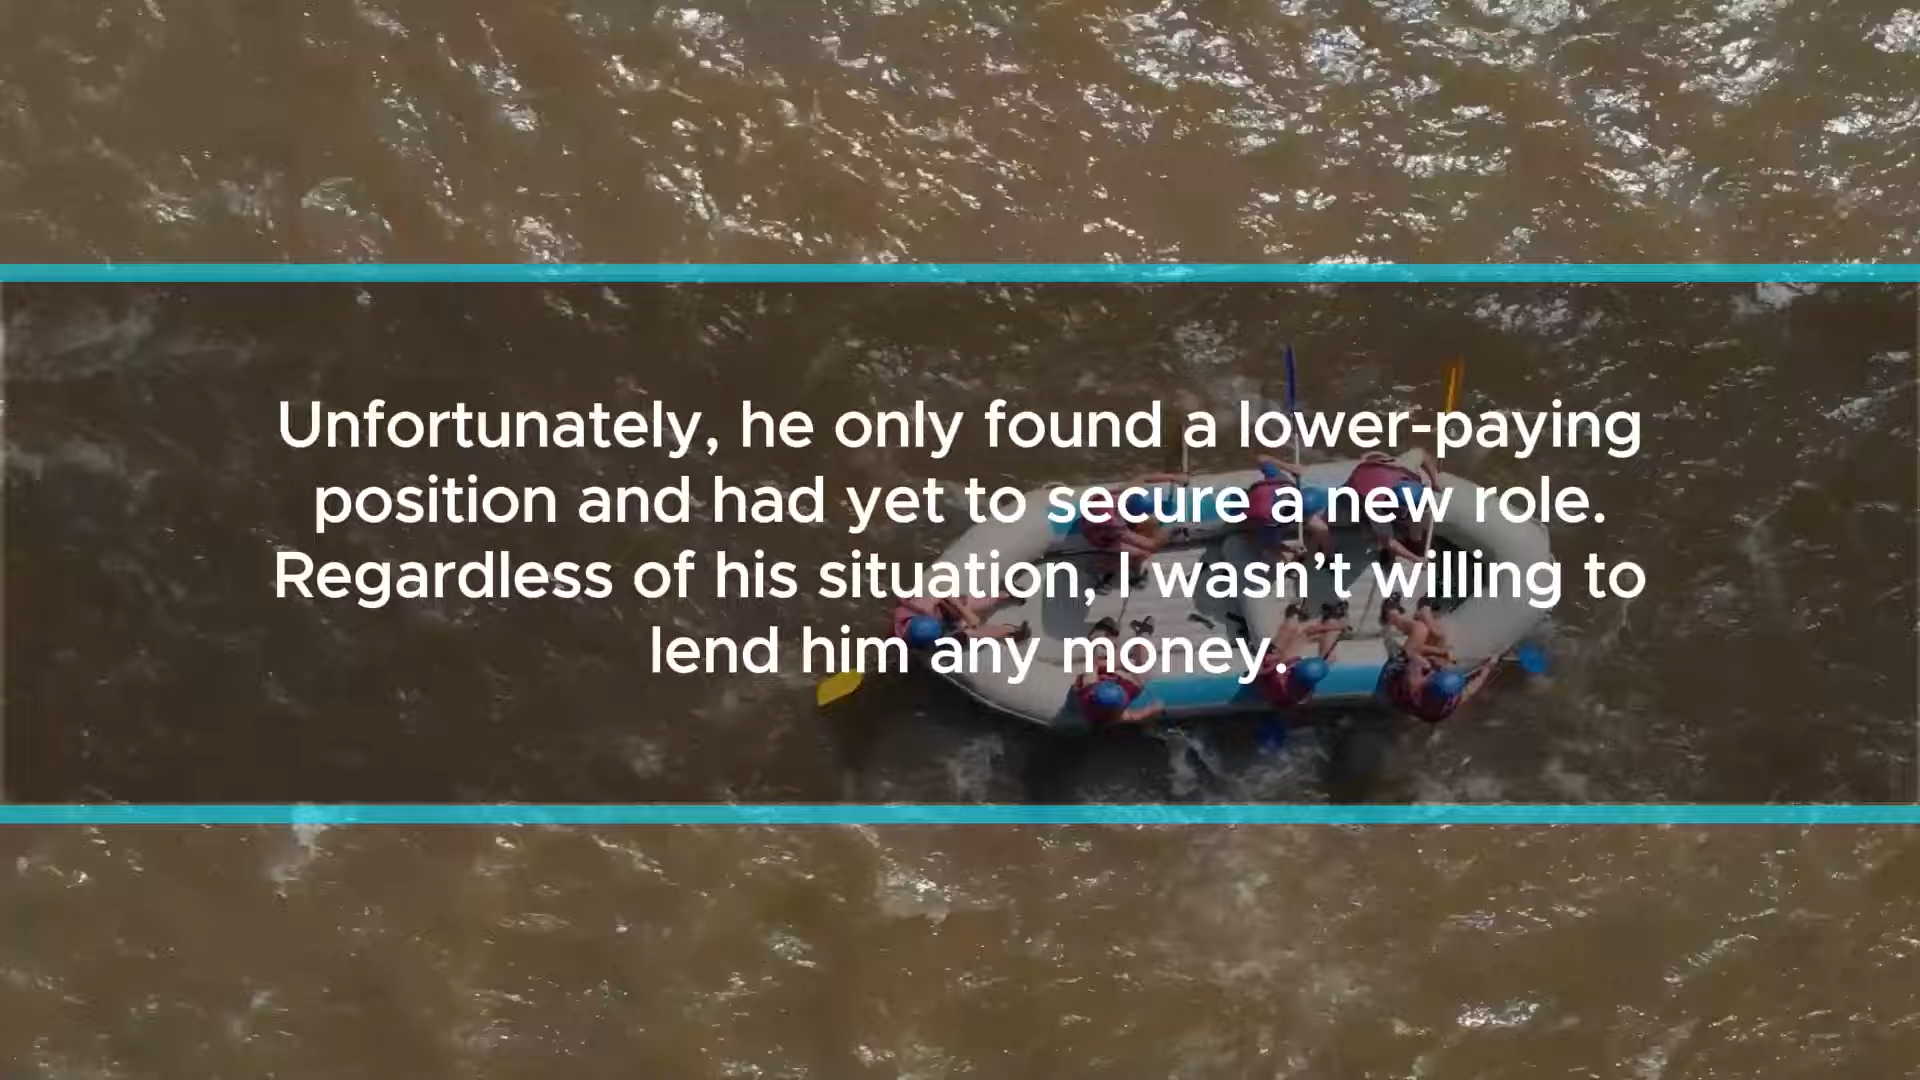 Unfortunately, he only found a lower-paying
position and had yet to secure a new role.
Regardless of his situation, I wasn’t willing to
lend him any money.